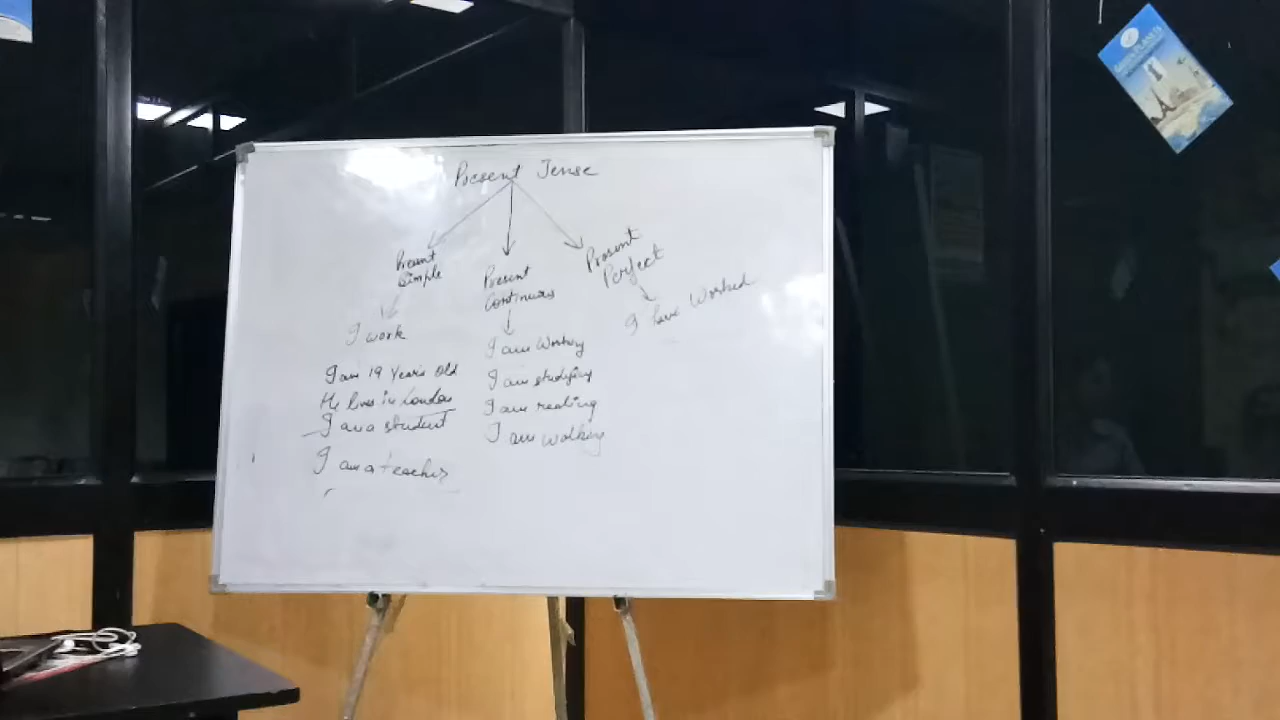 Present Tense
Present
Simple
I work
I am 19 Years old
He lives in London
I am a student
I am a teacher
Present
Continuous
I am Working
I am studying
I am reading
I am walking
Present
Perfect
I have Worked